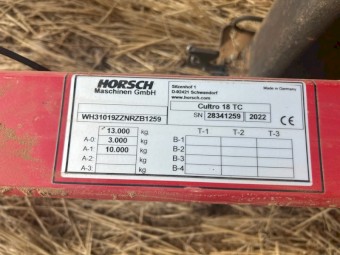 HORSCH
Maschinen GmbH
Sitzenhof 1
D-92421 Schwandorf
www.horsch.com
Made in Germany
Cultro 18 TC
WH31019ZZNRZB1259
SN 28341259 2022 CE
13.000 kg
T-1 T-2 T-3
A-0: 3.000 kg B-1
A-1: 10.000 kg B-2
A-2: kg B-3
A-3: kg B-4